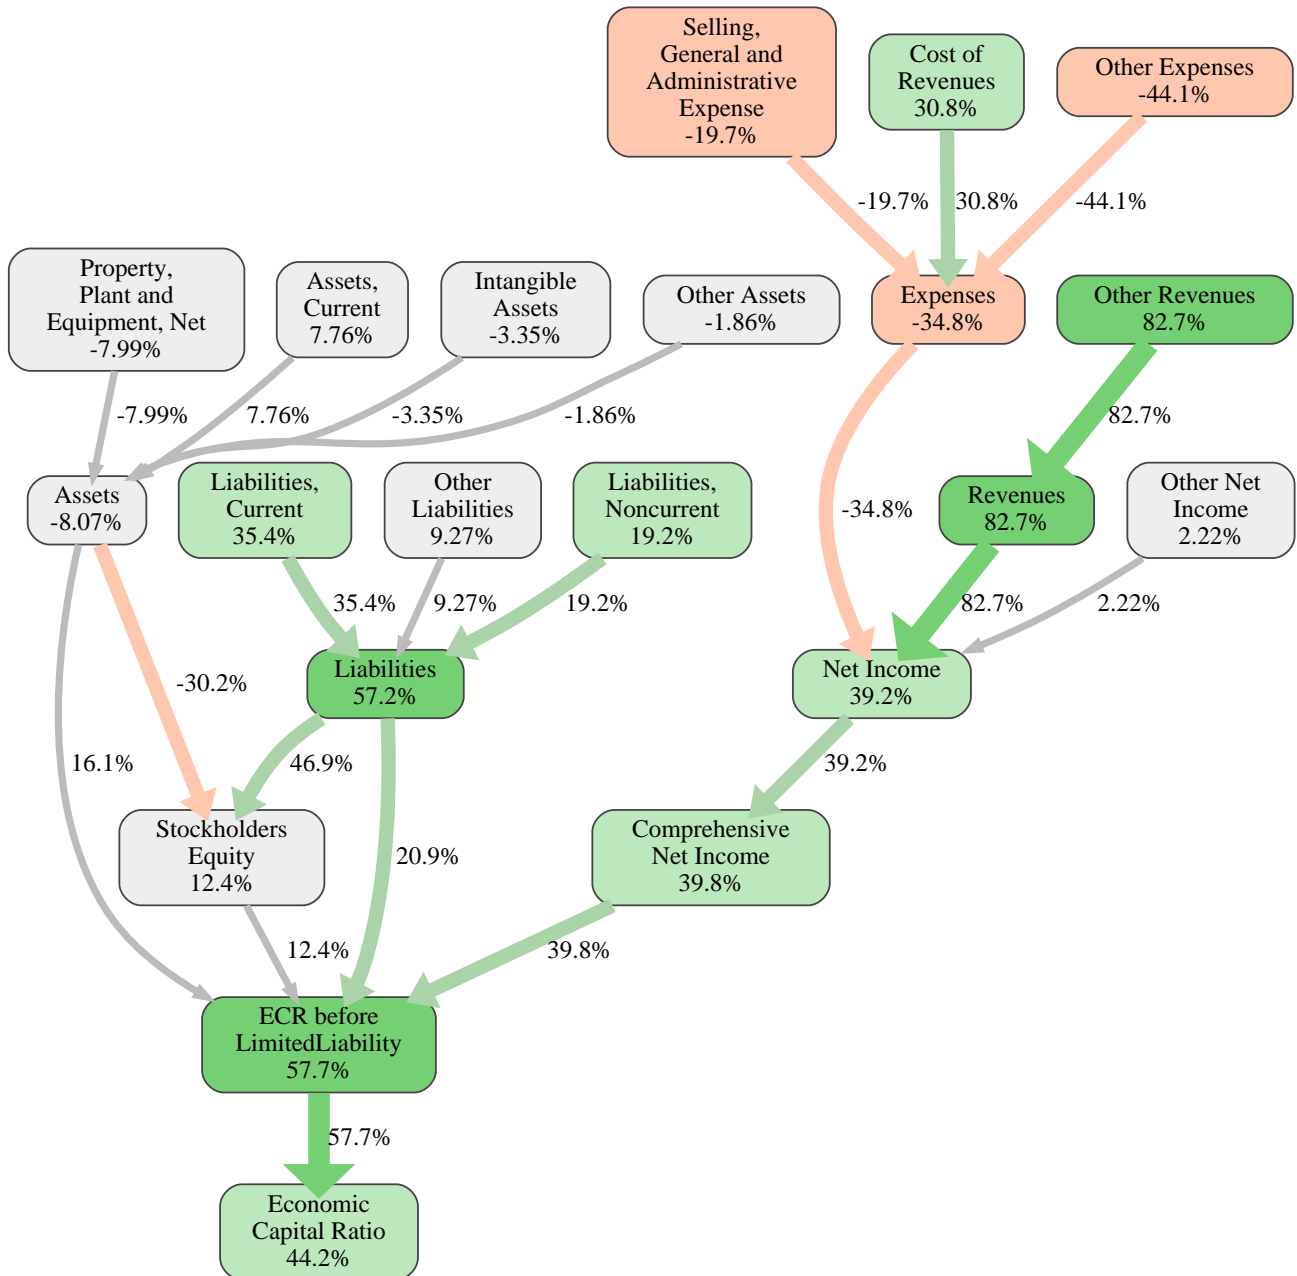 Selling,
General and
Administrative
Expense
-19.7%
Cost of
Revenues
30.8%
Other Expenses
-44.1%
-19.7%
30.8%
-44.1%
Property,
Plant and
Equipment, Net
-7.99%
Assets,
Current
7.76%
Intangible
Assets
-3.35%
Other Assets
-1.86%
Expenses
-34.8%
Other Revenues
82.7%
-7.99%
7.76%
-3.35%
-1.86%
82.7%
Assets
-8.07%
Liabilities,
Current
35.4%
Other
Liabilities
9.27%
Liabilities,
Noncurrent
19.2%
-34.8%
Revenues
82.7%
Other Net
Income
2.22%
35.4%
9.27%
19.2%
82.7%
2.22%
-30.2%
Liabilities
57.2%
Net Income
39.2%
16.1%
46.9%
39.2%
Stockholders
Equity
12.4%
20.9%
Comprehensive
Net Income
39.8%
12.4%
39.8%
ECR before
LimitedLiability
57.7%
57.7%
Economic
Capital Ratio
44.2%